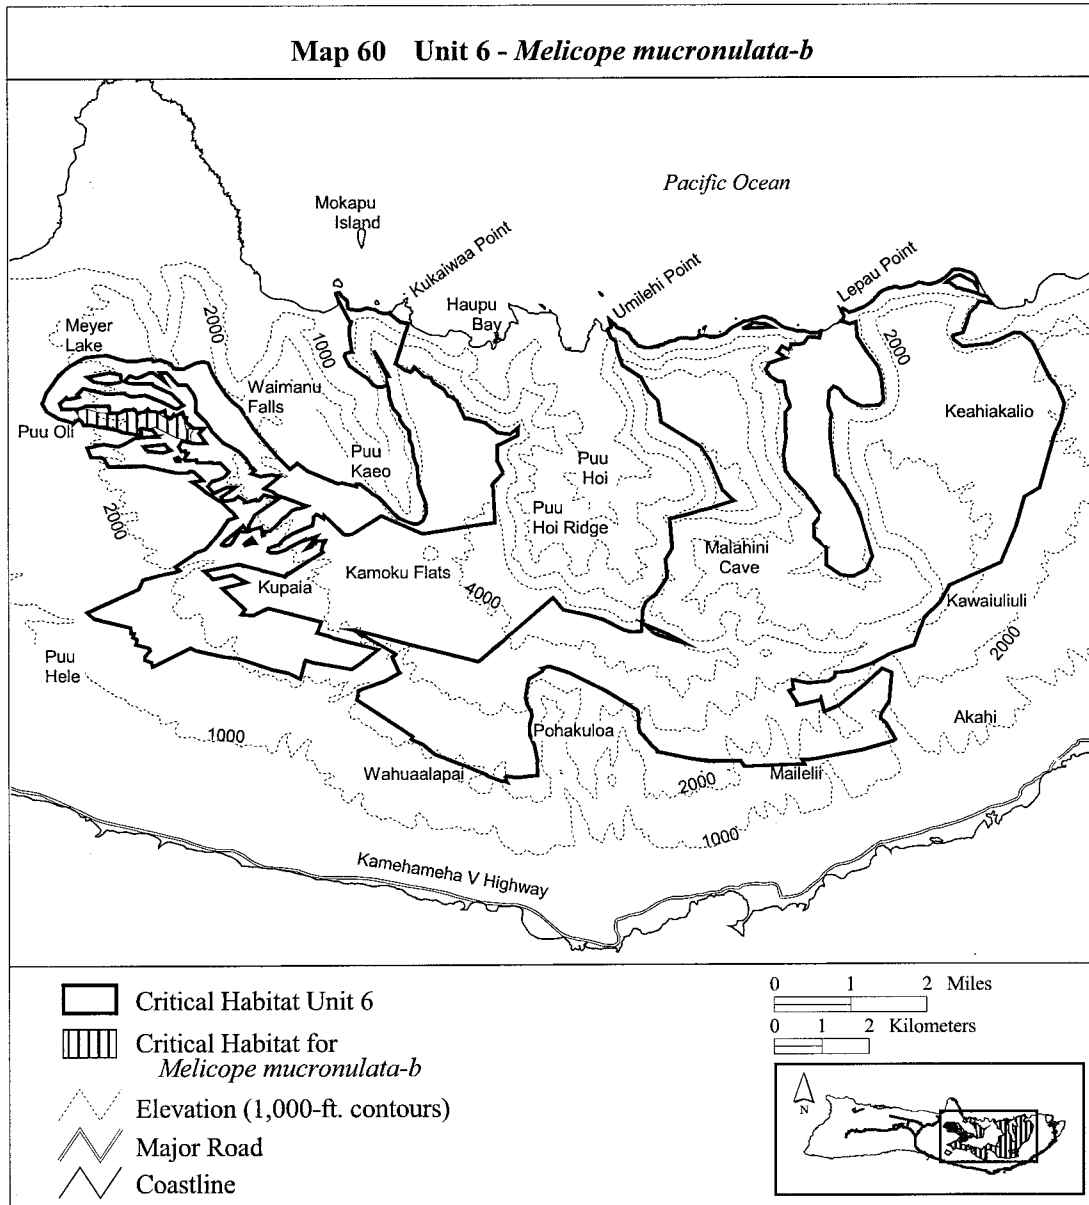 Map 60 Unit 6 - Melicope mucronulata-b
Pacific Ocean
Mokapu
Island
Kukaiwaa Point
Haupu
Bay
Umilehi Point
Lepau Point
Meyer
Lake
2000
1000
2000
Waimanu
Falls
Keahiakalio
Puu Oli
Puu
Kaeo
Puu
Hoi
Puu
Hoi Ridge
2000
Malahini
Cave
Kupaia
Kamoku Flats
4000
Kawaiuliuli
2000
Puu
Hele
Akahi
1000
Pohakuloa
Wahuaalapai
Mailelii
2000
1000
Kamehameha V Highway
Critical Habitat Unit 6
Critical Habitat for
Melicope mucronulata-b
Elevation (1,000-ft. contours)
Major Road
Coastline
0 1 2 Miles
0 1 2 Kilometers
N